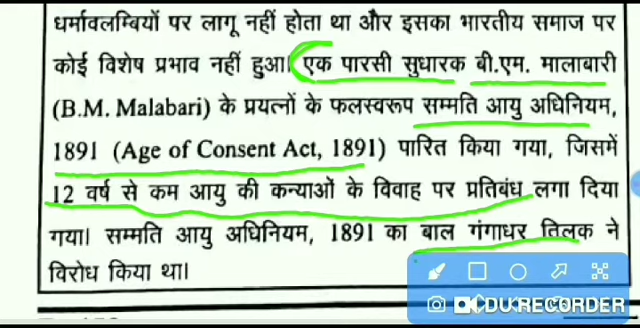 धर्मावलम्बियों पर लागू नहीं होता था और इसका भारतीय समाज पर
कोई विशेष प्रभाव नहीं हुआ। एक पारसी सुधारक बी.एम. मालाबारी
(B.M. Malabari) के प्रयत्नों के फलस्वरूप सम्मति आयु अधिनियम,
1891 (Age of Consent Act, 1891) पारित किया गया, जिसमें
12 वर्ष से कम आयु की कन्याओं के विवाह पर प्रतिबंध लगा दिया
गया। सम्मति आयु अधिनियम, 1891 का बाल गंगाधर तिलक ने
विरोध किया था।
DU RECORDER